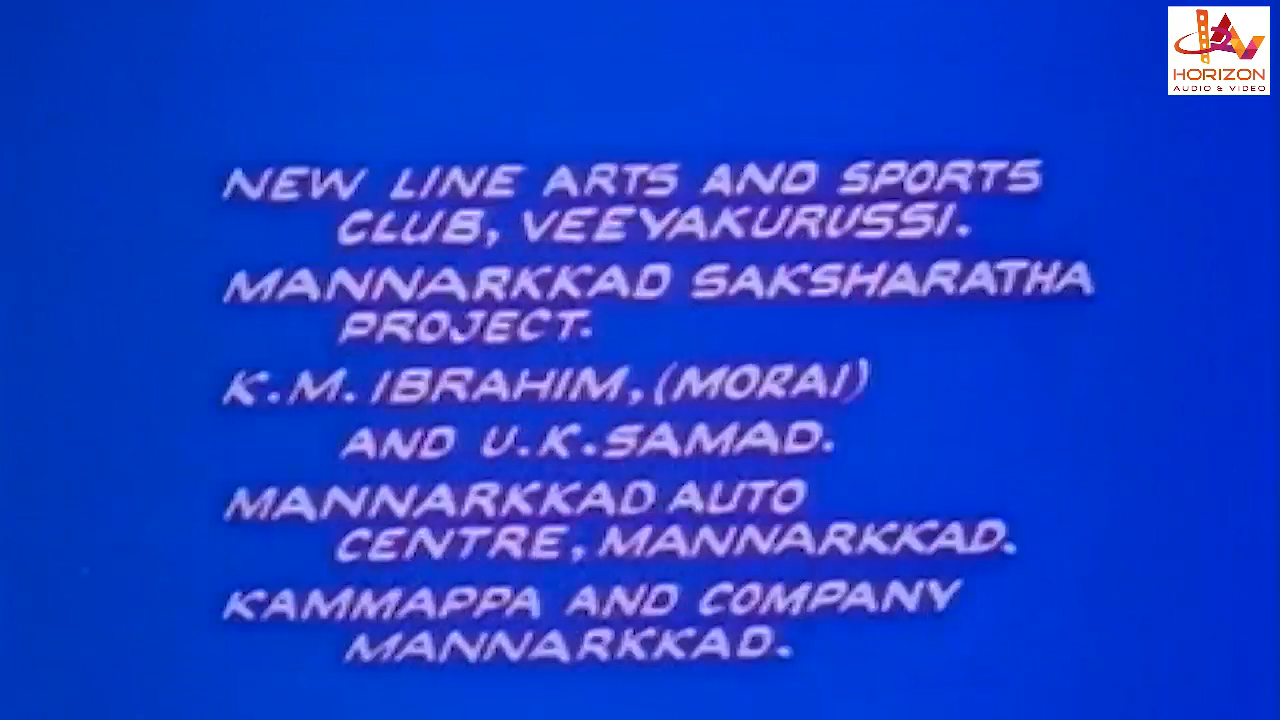 HORIZON
AUDIO & VIDEO
NEW LINE ARTS AND SPORTS
CLUB, VEEYAKURUSSI.
MANNARKKAD SAKSHARATHA
PROJECT.
K.M. IBRAHIM, (MORAI)
AND U.K. SAMAD.
MANNARKKAD AUTO
CENTRE, MANNARKKAD.
KAMMAPPA AND COMPANY
MANNARKKAD.